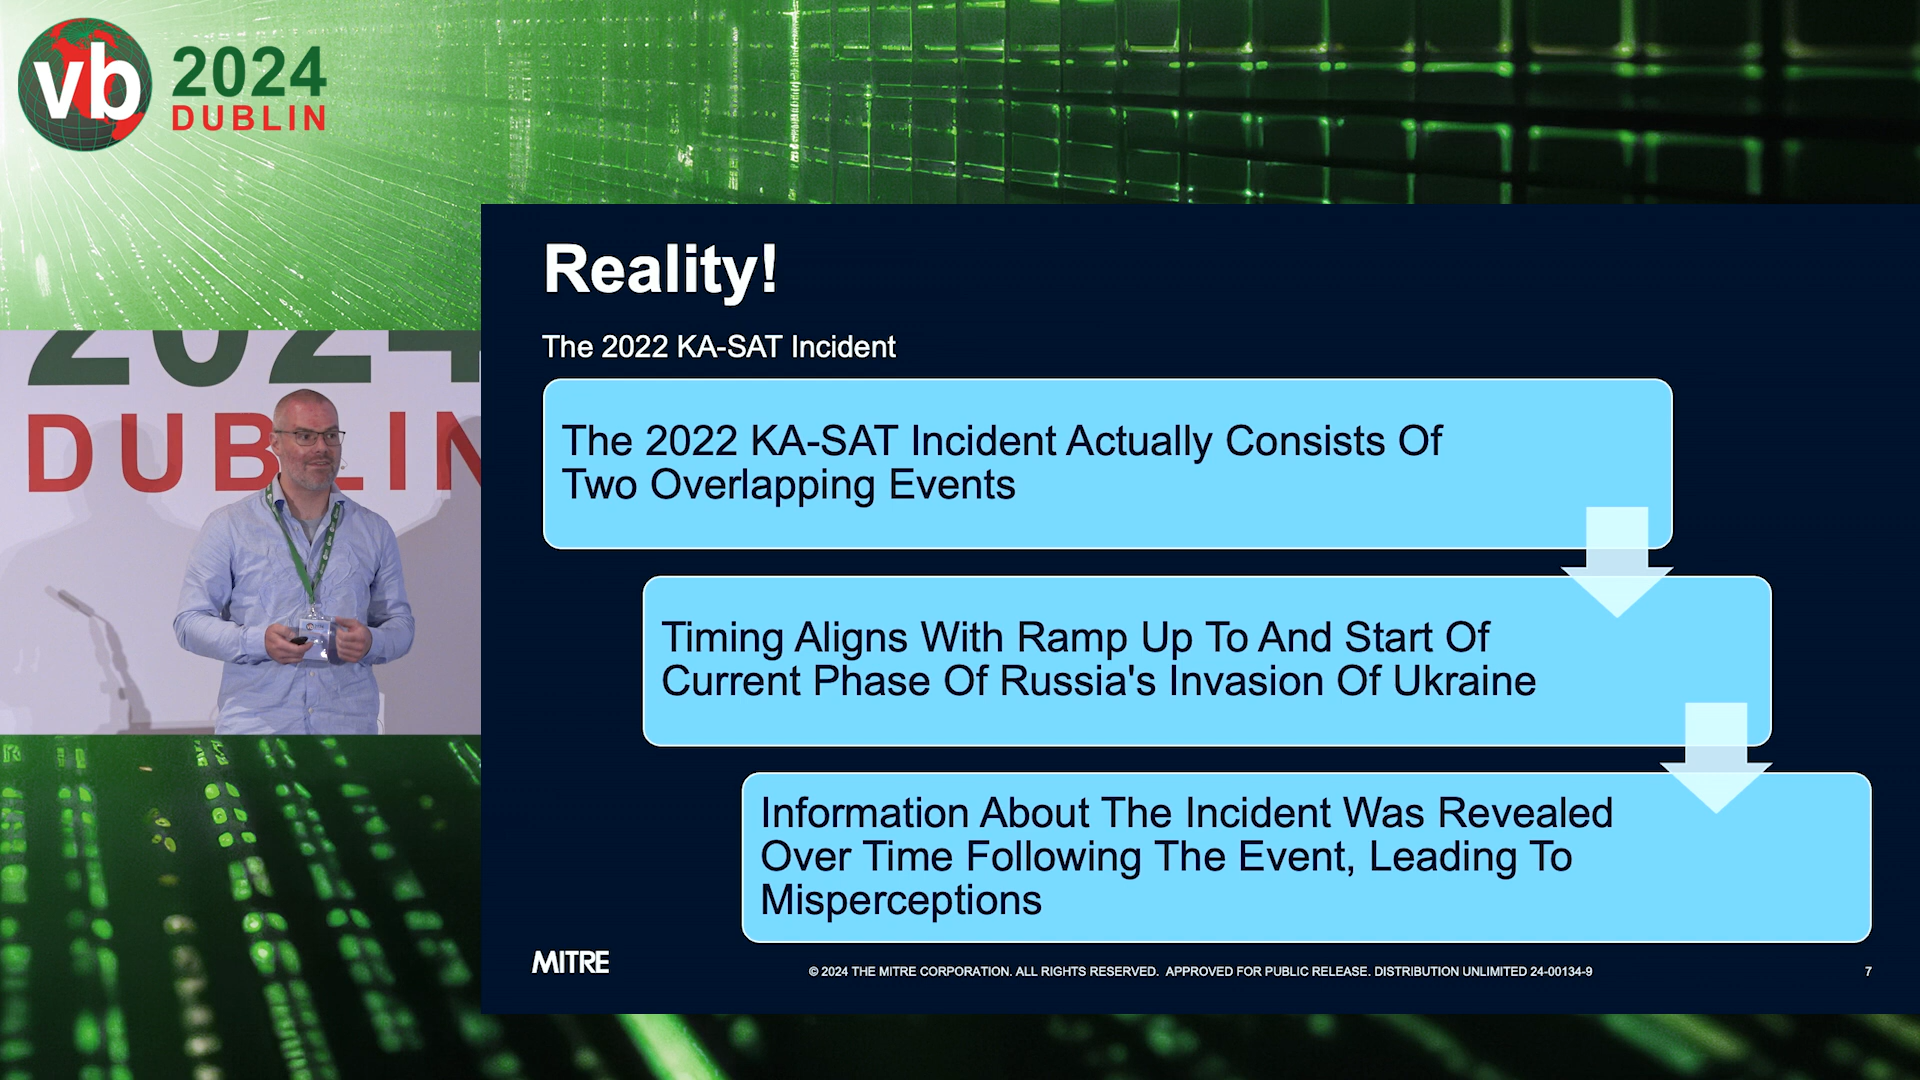 vb
2024
DUBLIN
2024
DUBLIN
Reality!
The 2022 KA-SAT Incident
The 2022 KA-SAT Incident Actually Consists Of
Two Overlapping Events
Timing Aligns With Ramp Up To And Start Of
Current Phase Of Russia's Invasion Of Ukraine
Information About The Incident Was Revealed
Over Time Following The Event, Leading To
Misperceptions
MITRE
© 2024 THE MITRE CORPORATION. ALL RIGHTS RESERVED. APPROVED FOR PUBLIC RELEASE. DISTRIBUTION UNLIMITED 24-00134-9
7